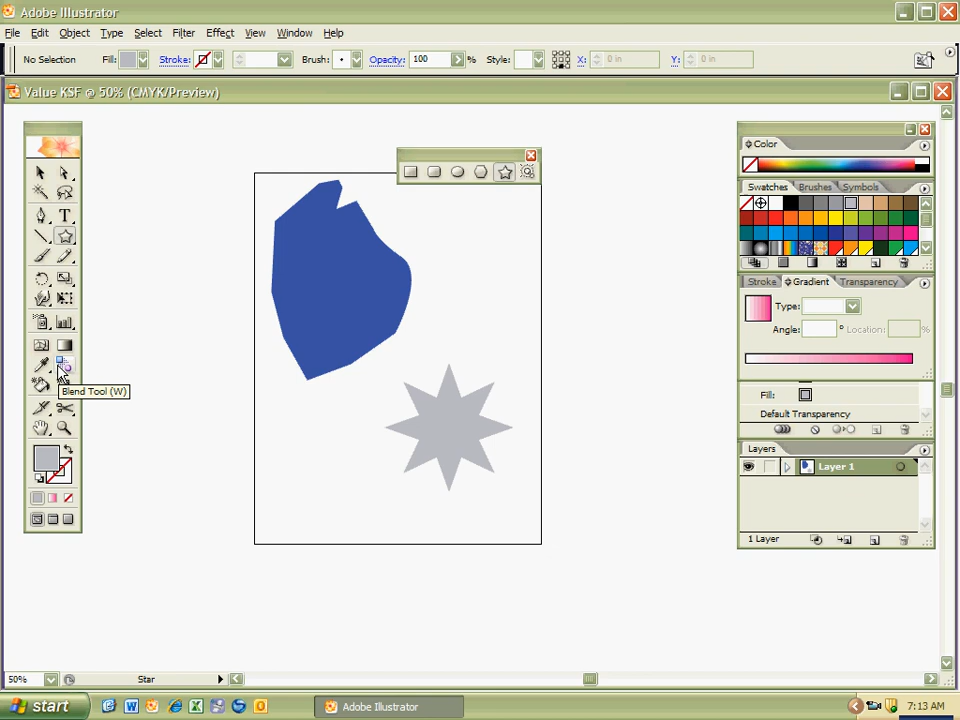 Adobe Illustrator
File Edit Object Type Select Filter Effect View Window Help
No Selection Fill: Stroke: Brush: Opacity: 100 % Style: X: 0 in Y: 0 in
Value KSF @ 50% (CMYK/Preview)
Color
Swatches Brushes Symbols
Stroke Gradient Transparency
Type:
Angle: ° Location: %
Blend Tool (W)
Fill:
Default Transparency
Layers
Layer 1
1 Layer
50% Star
start Adobe Illustrator 7:13 AM